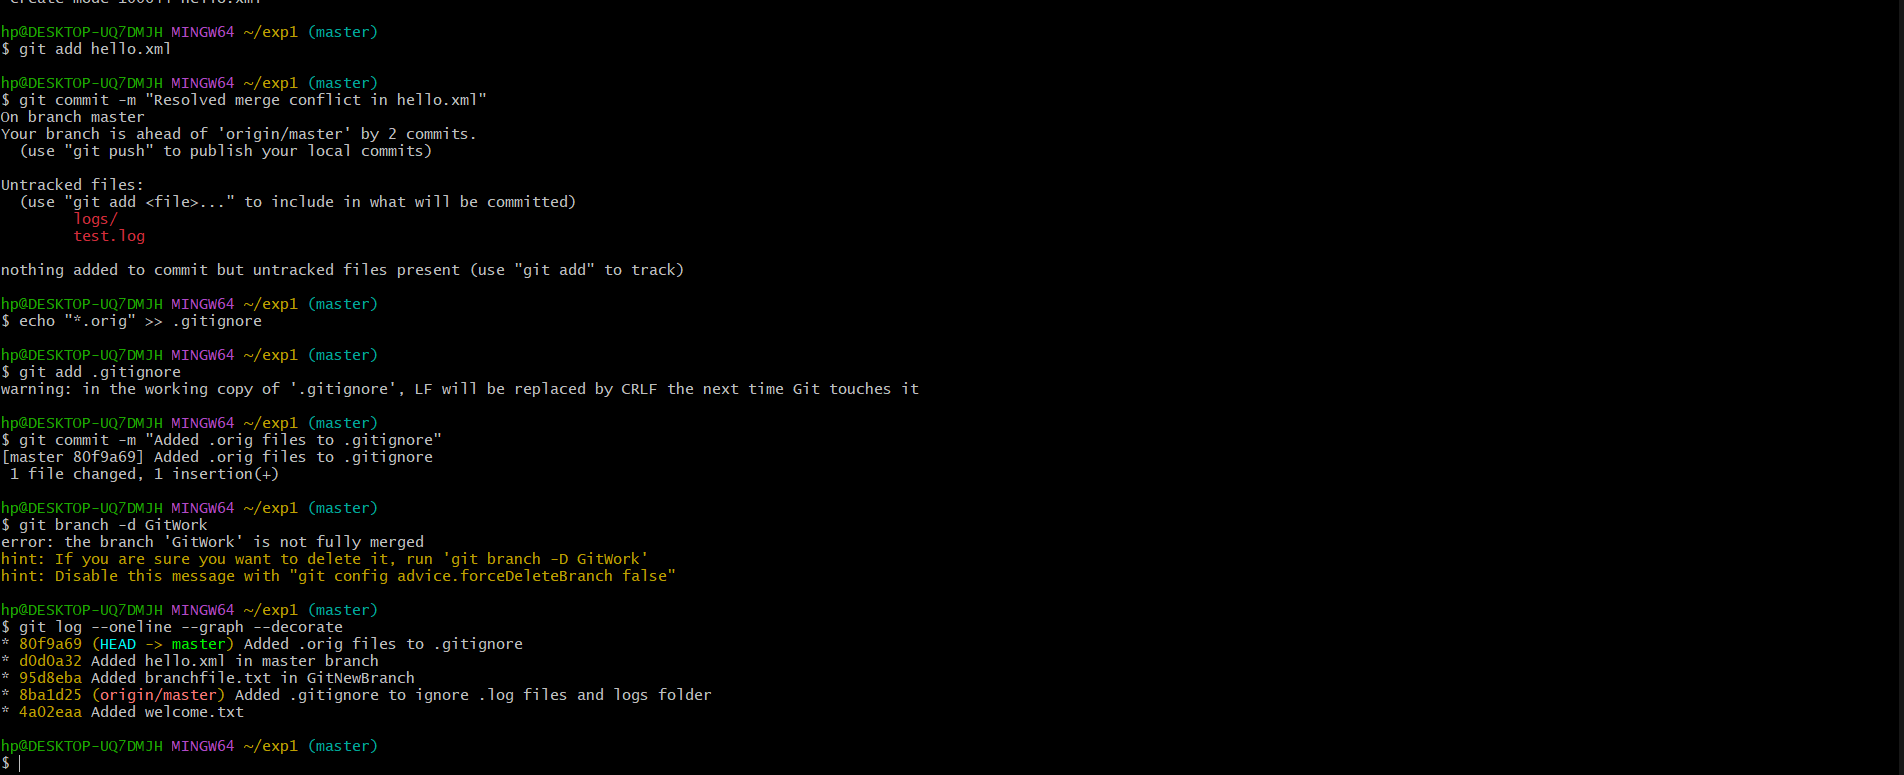 create mode 100644 hello.xml
hp@DESKTOP-UQ7DMJH MINGW64 ~/exp1 (master)
$ git add hello.xml
hp@DESKTOP-UQ7DMJH MINGW64 ~/exp1 (master)
$ git commit -m "Resolved merge conflict in hello.xml"
On branch master
Your branch is ahead of 'origin/master' by 2 commits.
  (use "git push" to publish your local commits)
Untracked files:
  (use "git add <file>..." to include in what will be committed)
        logs/
        test.log
nothing added to commit but untracked files present (use "git add" to track)
hp@DESKTOP-UQ7DMJH MINGW64 ~/exp1 (master)
$ echo "*.orig" >> .gitignore
hp@DESKTOP-UQ7DMJH MINGW64 ~/exp1 (master)
$ git add .gitignore
warning: in the working copy of '.gitignore', LF will be replaced by CRLF the next time Git touches it
hp@DESKTOP-UQ7DMJH MINGW64 ~/exp1 (master)
$ git commit -m "Added .orig files to .gitignore"
[master 80f9a69] Added .orig files to .gitignore
 1 file changed, 1 insertion(+)
hp@DESKTOP-UQ7DMJH MINGW64 ~/exp1 (master)
$ git branch -d GitWork
error: the branch 'GitWork' is not fully merged
hint: If you are sure you want to delete it, run 'git branch -D GitWork'
hint: Disable this message with "git config advice.forceDeleteBranch false"
hp@DESKTOP-UQ7DMJH MINGW64 ~/exp1 (master)
$ git log --oneline --graph --decorate
* 80f9a69 (HEAD -> master) Added .orig files to .gitignore
* d0d0a32 Added hello.xml in master branch
* 95d8eba Added branchfile.txt in GitNewBranch
* 8ba1d25 (origin/master) Added .gitignore to ignore .log files and logs folder
* 4a02eaa Added welcome.txt
hp@DESKTOP-UQ7DMJH MINGW64 ~/exp1 (master)
$